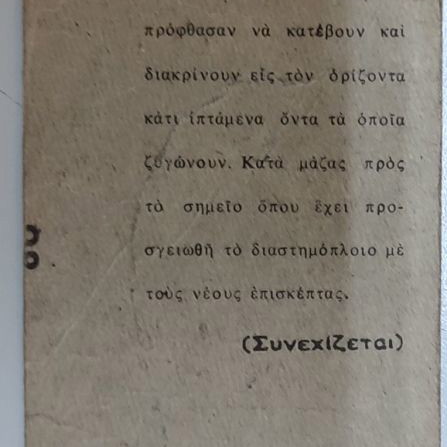 πρόφθασαν νὰ κατέβουν καὶ
διακρίνουν εἰς τὸν ὁρίζοντα
κάτι ἱπτάμενα ὄντα τὰ ὁποῖα
ζυγώνουν. Κατὰ μάζας πρὸς
τὸ σημεῖο ὅπου ἔχει προ-
σγειωθῆ τὸ διαστημόπλοιο μὲ
τοὺς νέους ἐπισκέπτας.
(Συνεχίζεται)